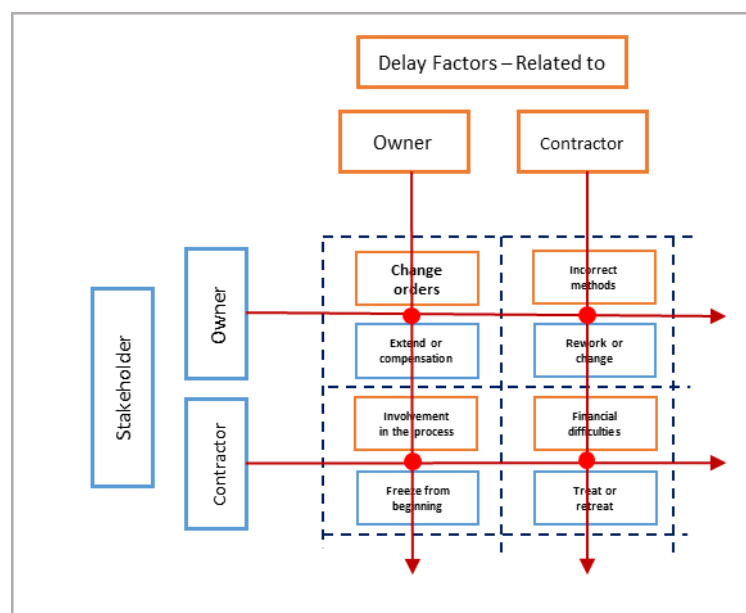 Delay Factors – Related to
Owner
Contractor
Stakeholder
Owner
Change
orders
Incorrect
methods
Extend or
compensation
Rework or
change
Contractor
Involvement
in the process
Financial
difficulties
Freeze from
beginning
Treat or
retreat